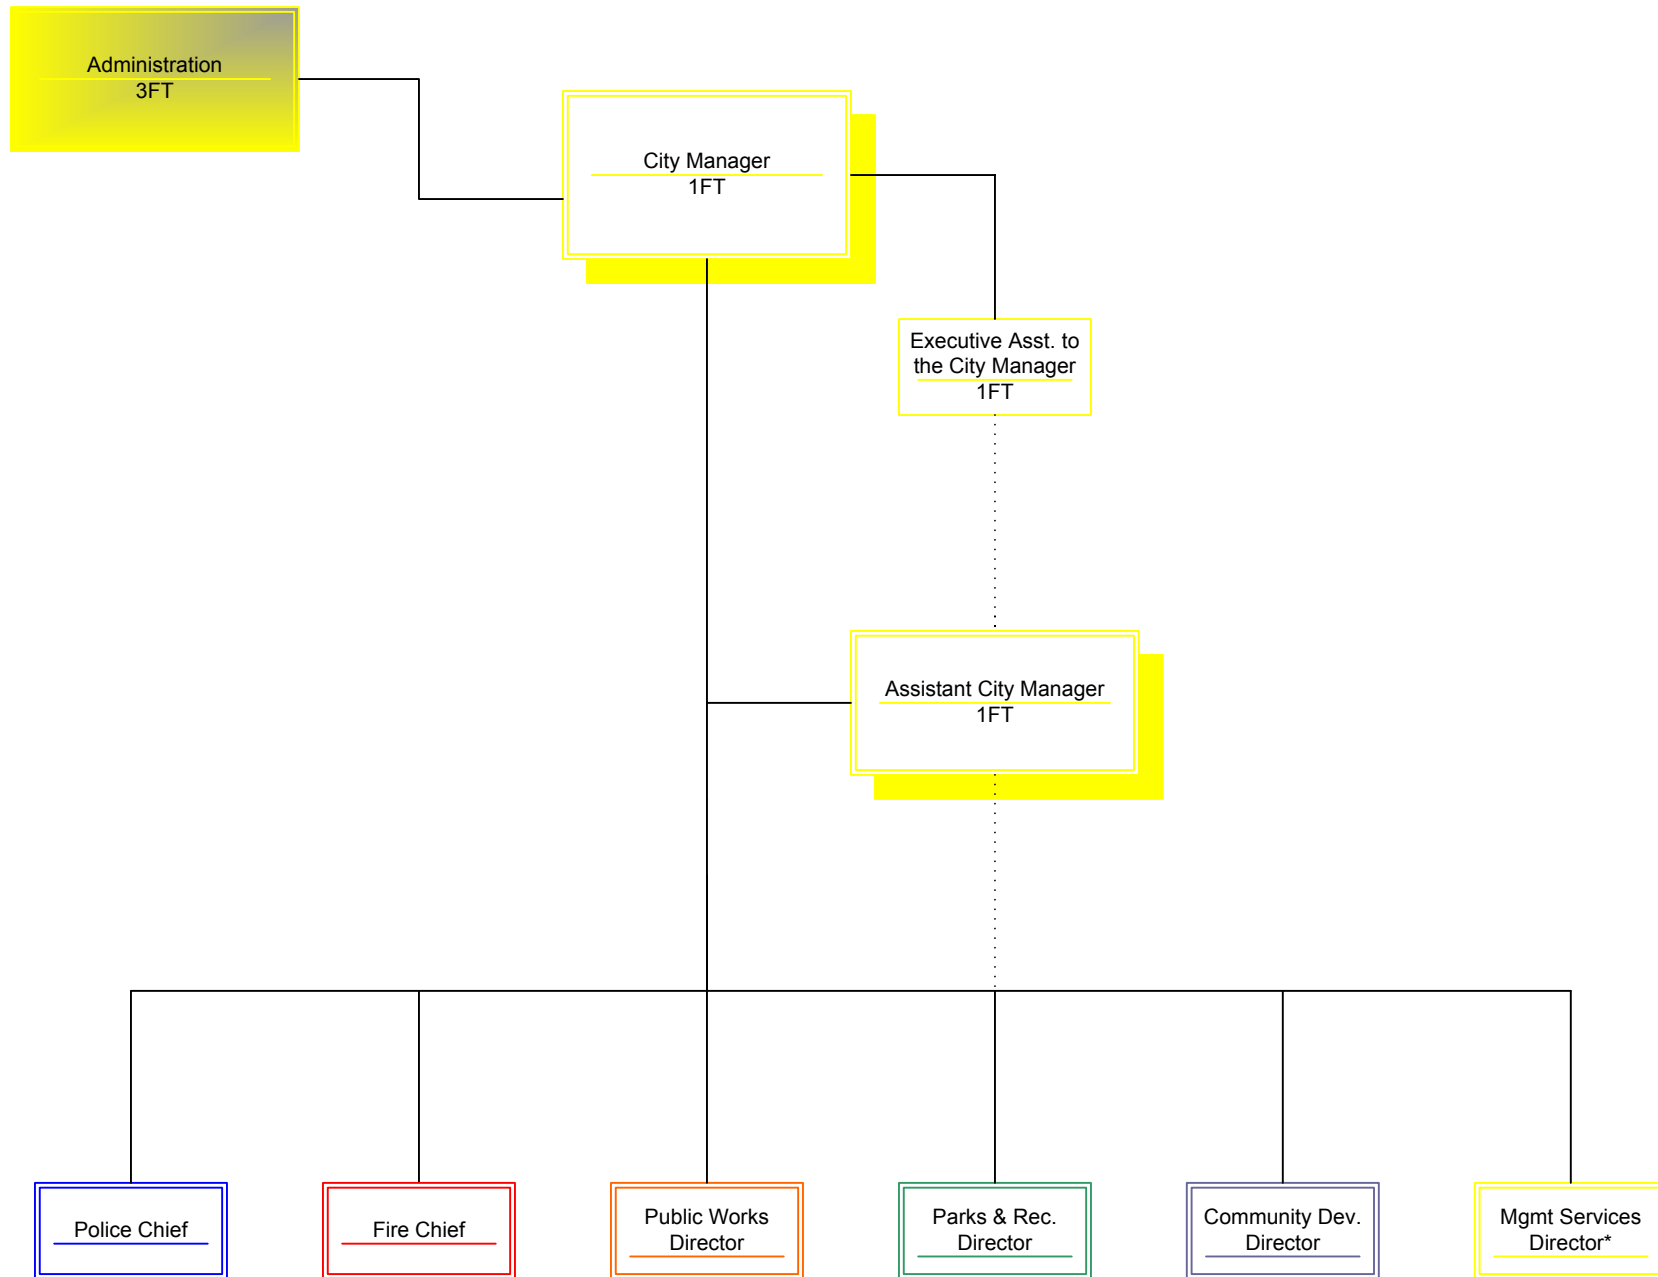 Administration
3FT
City Manager
1FT
Executive Asst. to
the City Manager
1FT
Assistant City Manager
1FT
Police Chief
Fire Chief
Public Works
Director
Parks & Rec.
Director
Community Dev.
Director
Mgmt Services
Director*